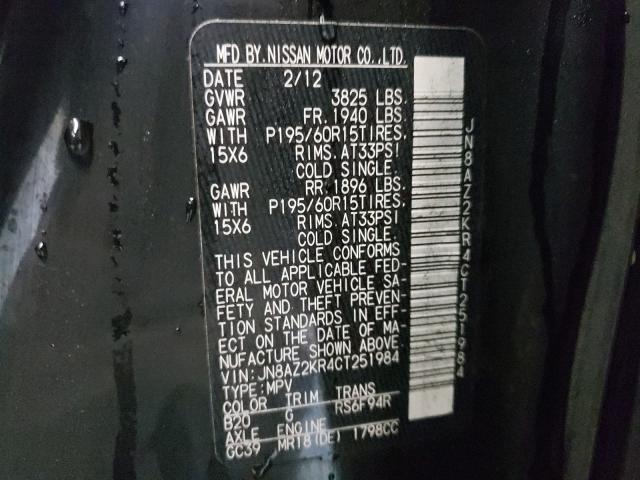 MFD BY.NISSAN MOTOR CO.,LTD.
DATE 2/12
GVWR 3825 LBS.
GAWR FR.1940 LBS.
WITH P195/60R15TIRES.
15X6 RIMS.AT33PSI
COLD SINGLE.
GAWR RR.1896 LBS.
WITH P195/60R15TIRES.
15X6 RIMS.AT33PSI
COLD SINGLE.
THIS VEHICLE CONFORMS
TO ALL APPLICABLE FED-
ERAL MOTOR VEHICLE SA-
FETY AND THEFT PREVEN-
TION STANDARDS IN EFF-
ECT ON THE DATE OF MA-
NUFACTURE SHOWN ABOVE.
VIN:JN8AZ2KR4CT251984
TYPE:MPV
COLOR TRIM TRANS
B20 G RS6F94R
AXLE ENGINE
GC39 MR18(DE) 1798CC
JN8AZ2KR4CT251984